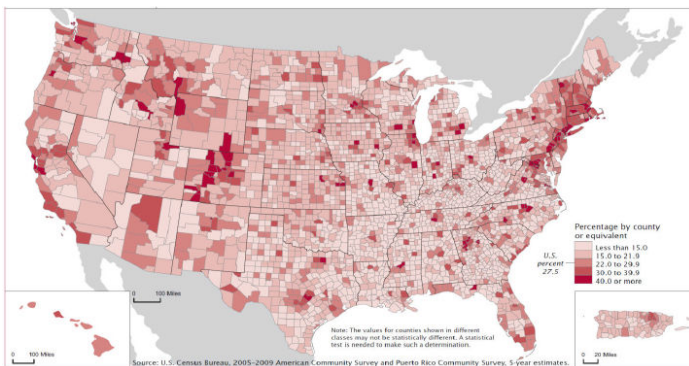 Percentage by county
or equivalent
Less than 15.0
15.0 to 21.9
22.0 to 29.9
30.0 to 39.9
40.0 or more
U.S.
percent
27.5
0 100 Miles
Note: The values for counties shown in different
classes may not be statistically different. A statistical
test is needed to make such a determination.
0 100 Miles
0 20 Miles
Source: U.S. Census Bureau, 2005-2009 American Community Survey and Puerto Rico Community Survey, 5-year estimates.